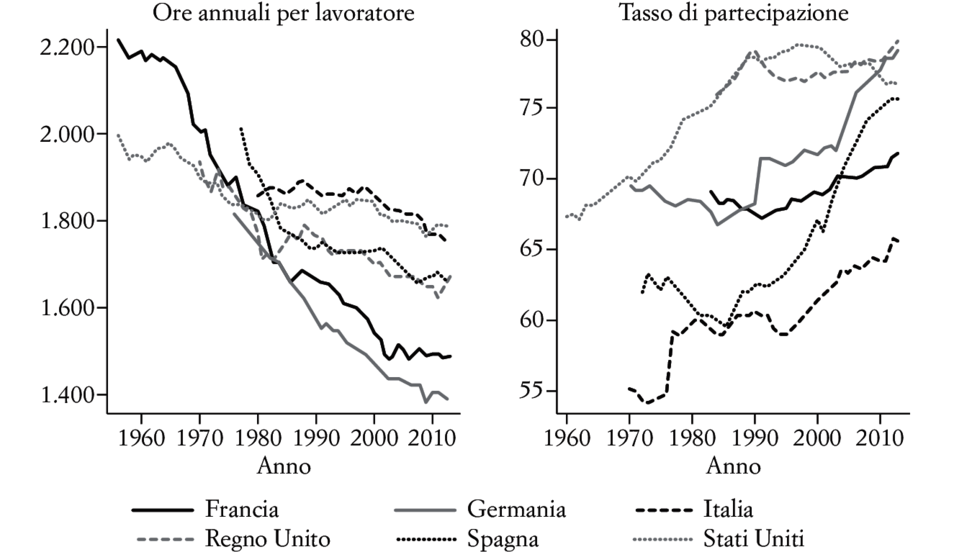 Ore annuali per lavoratore
2.200
2.000
1.800
1.600
1.400
1960 1970 1980 1990 2000 2010
Anno
Tasso di partecipazione
80
75
70
65
60
55
1960 1970 1980 1990 2000 2010
Anno
Francia Germania Italia
Regno Unito Spagna Stati Uniti